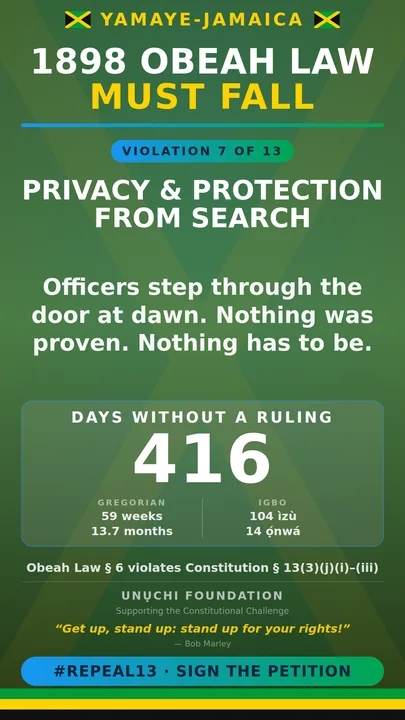 YAMAYE-JAMAICA
1898 OBEAH LAW
MUST FALL
VIOLATION 7 OF 13
PRIVACY & PROTECTION
FROM SEARCH
Officers step through the
door at dawn. Nothing was
proven. Nothing has to be.
DAYS WITHOUT A RULING
416
GREGORIAN
59 weeks
13.7 months
IGBO
104 ìzù
14 ọ́nwá
Obeah Law § 6 violates Constitution § 13(3)(j)(i)–(iii)
UNỤCHI FOUNDATION
Supporting the Constitutional Challenge
“Get up, stand up: stand up for your rights!”
— Bob Marley
#REPEAL13 · SIGN THE PETITION